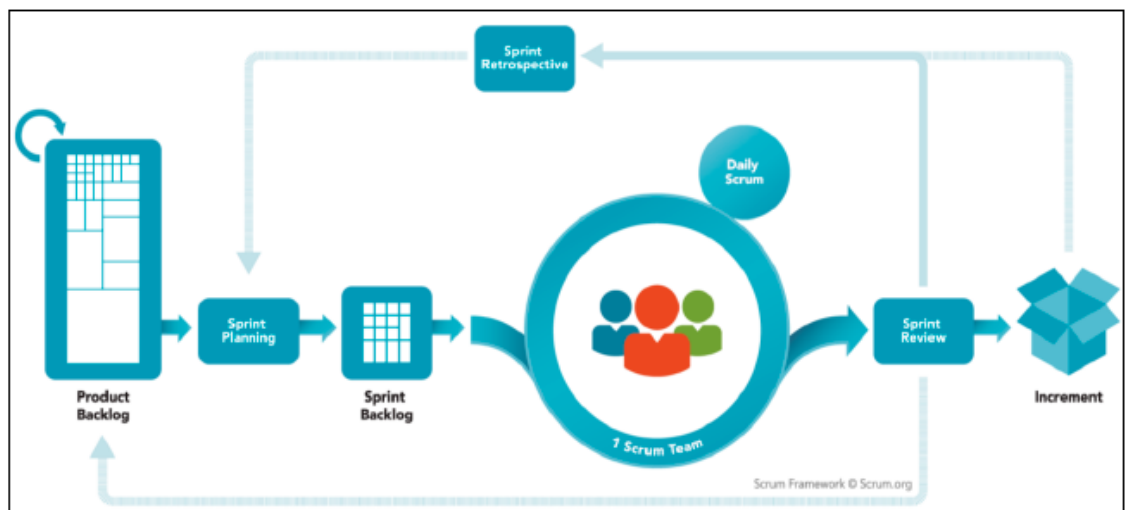 Sprint
Retrospective
Daily
Scrum
Sprint
Planning
Sprint
Review
Product
Backlog
Sprint
Backlog
Increment
1 Scrum Team
Scrum Framework © Scrum.org